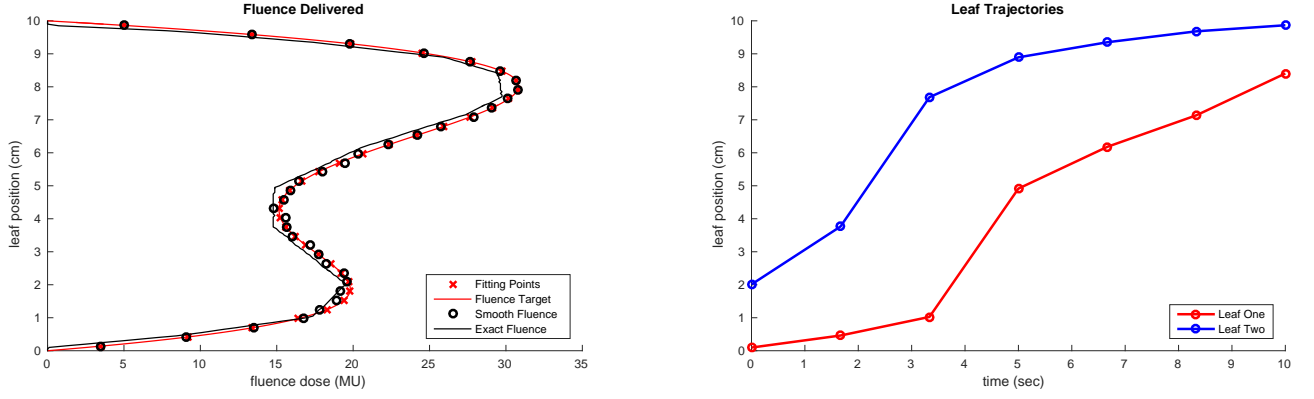 Fluence Delivered
10
9
8
7
6
5
4
3
2
1
0
leaf position (cm)
0 5 10 15 20 25 30 35
fluence dose (MU)
Fitting Points
Fluence Target
Smooth Fluence
Exact Fluence
Leaf Trajectories
10
9
8
7
6
5
4
3
2
1
0
leaf position (cm)
0 1 2 3 4 5 6 7 8 9 10
time (sec)
Leaf One
Leaf Two